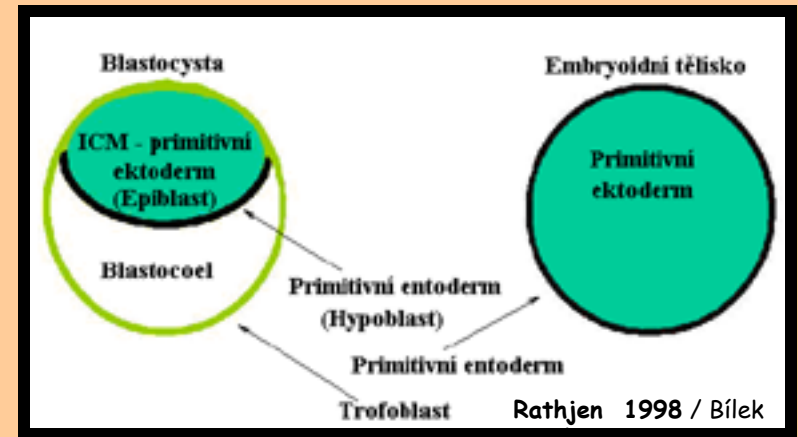 Blastocysta
ICM - primitivní
ektoderm
(Epiblast)
Blastocoel
Embryoidní tělísko
Primitivní
ektoderm
Primitivní entoderm
(Hypoblast)
Primitivní entoderm
Trofoblast
Rathjen 1998 / Bílek